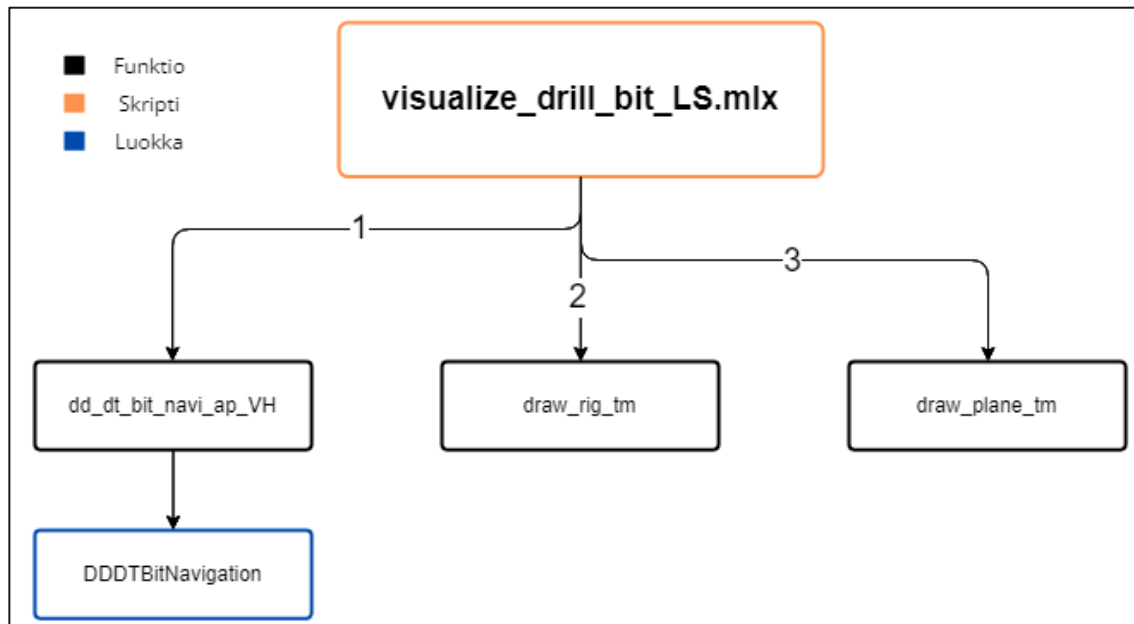 Funktio
Skripti
Luokka
visualize_drill_bit_LS.mlx
1
2
3
dd_dt_bit_navi_ap_VH
draw_rig_tm
draw_plane_tm
DDDTBitNavigation